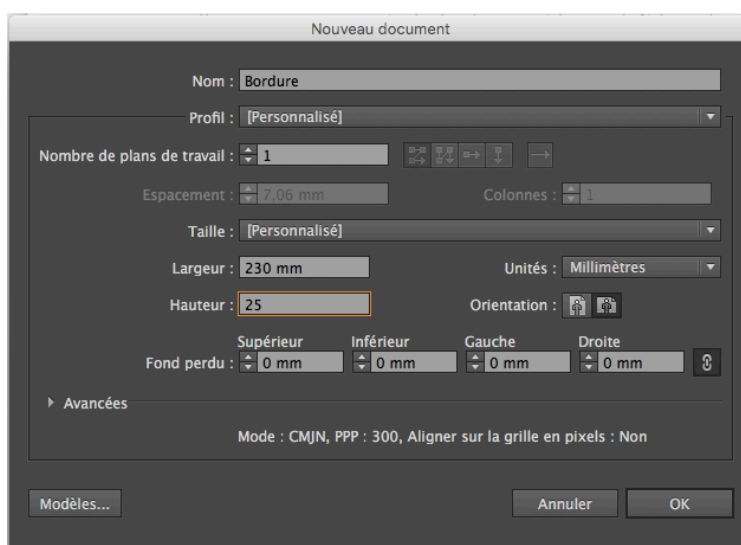 Nouveau document
Nom : Bordure
Profil : [Personnalisé]
Nombre de plans de travail : 1
Espacement : 7,06 mm Colonnes : 1
Taille : [Personnalisé]
Largeur : 230 mm Unités : Millimètres
Hauteur : 25 Orientation :
Supérieur Inférieur Gauche Droite
Fond perdu : 0 mm 0 mm 0 mm 0 mm
Avancées
Mode : CMJN, PPP : 300, Aligner sur la grille en pixels : Non
Modèles... Annuler OK